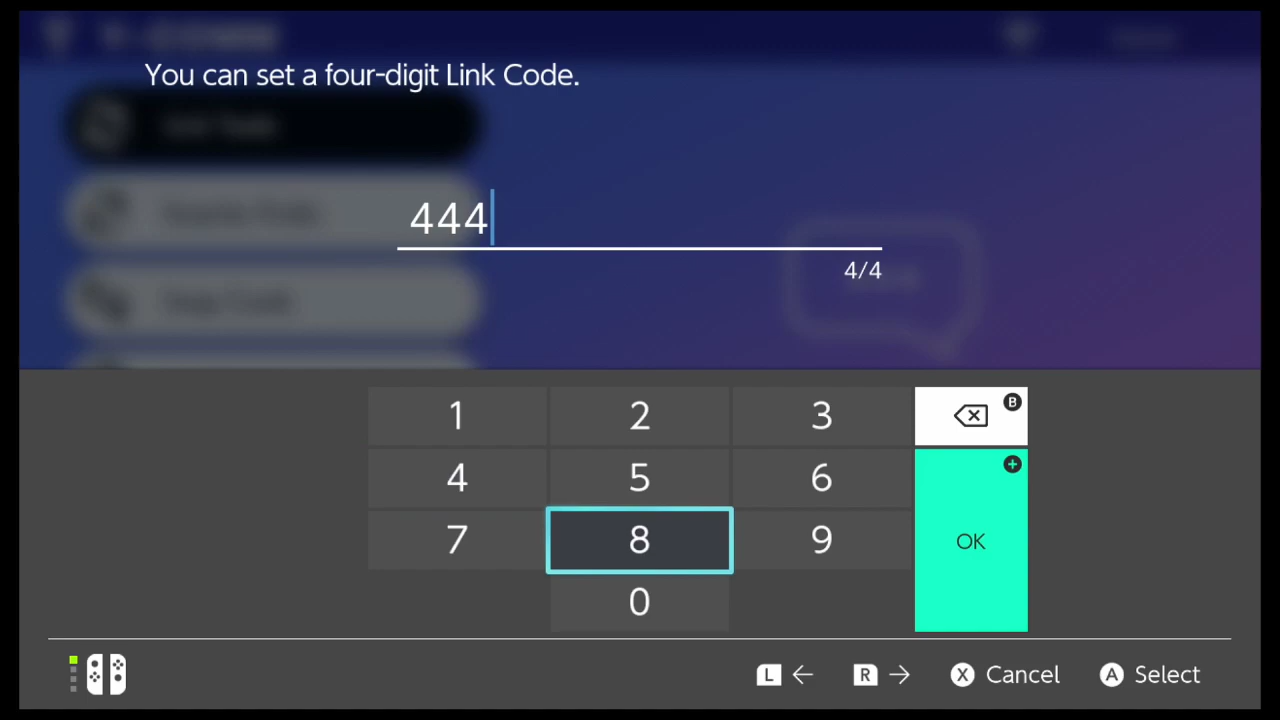 You can set a four-digit Link Code.
444
4/4
1 2 3 B
4 5 6 +
7 8 9 OK
0
L ← R → X Cancel A Select